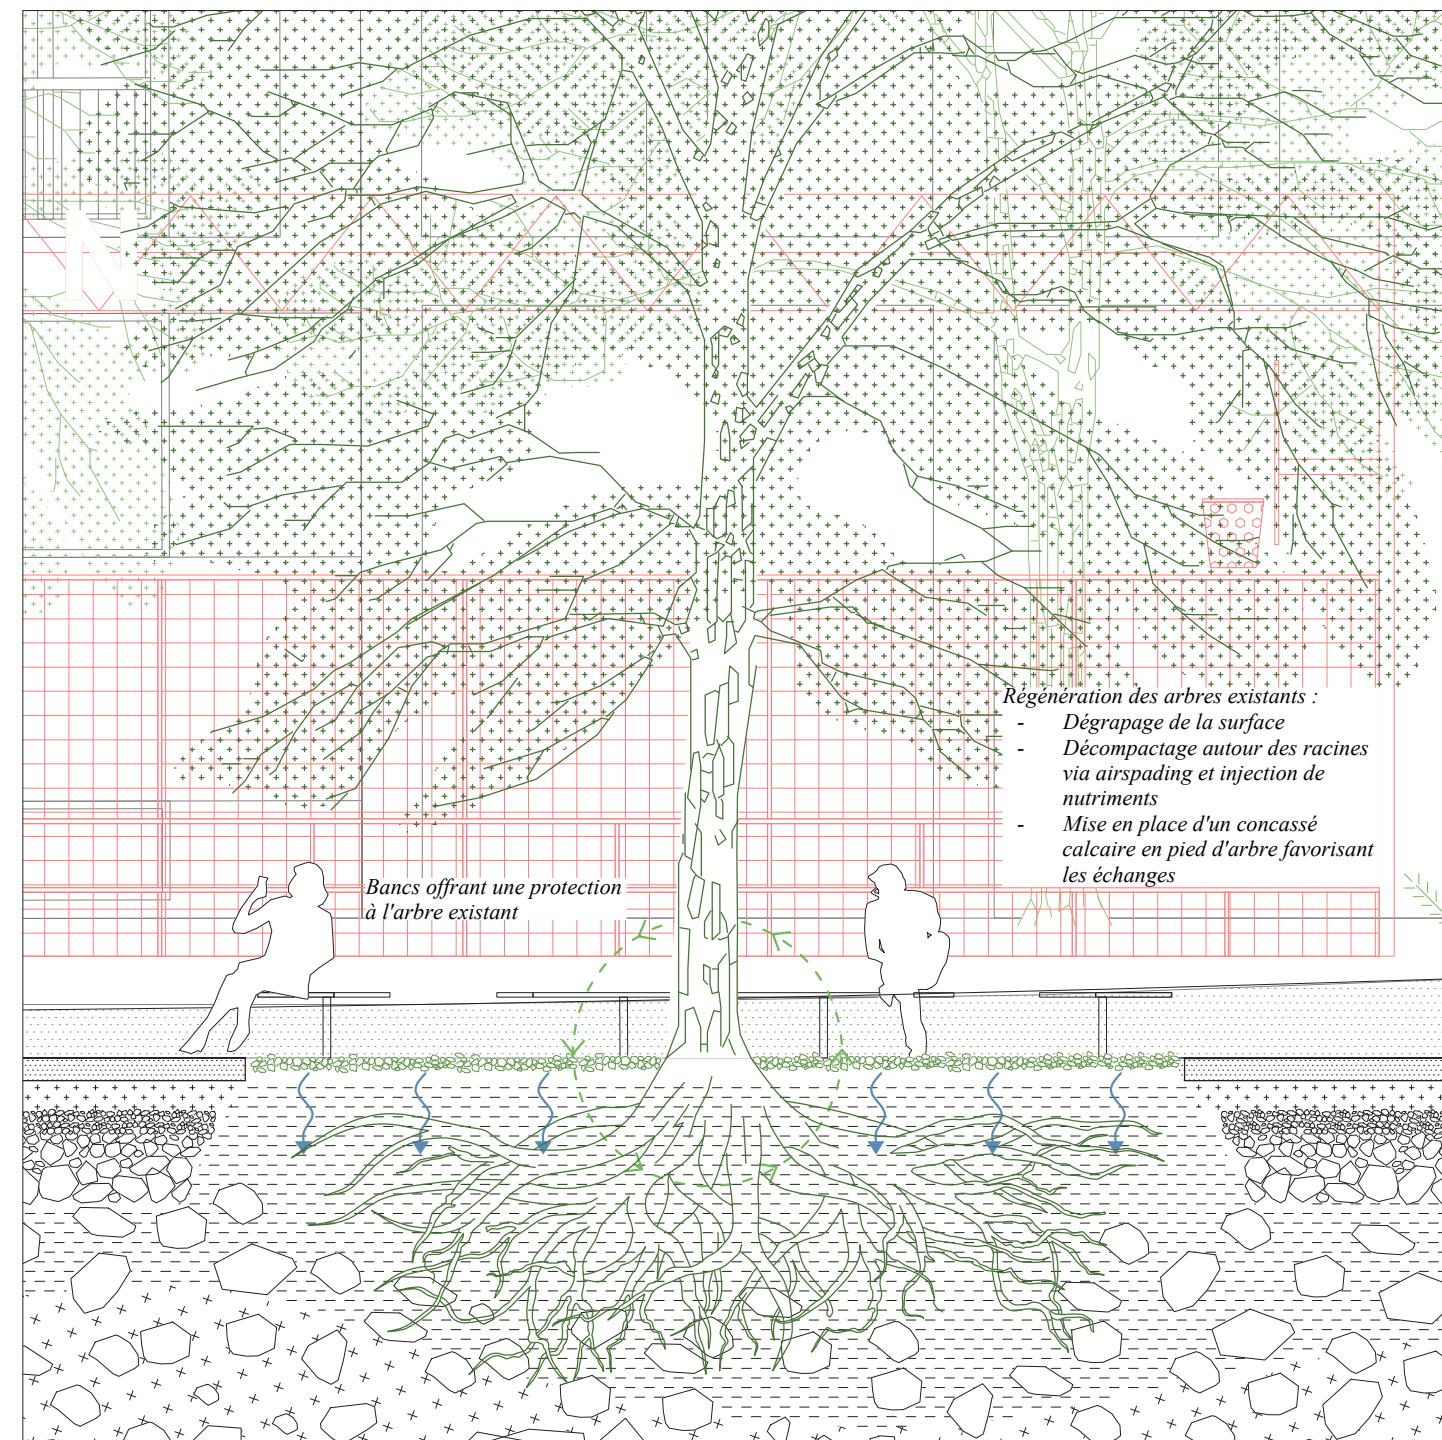 N
Régénération des arbres existants :
- Dégrapage de la surface
- Décompactage autour des racines
via airspading et injection de
nutriments
- Mise en place d'un concassé
calcaire en pied d'arbre favorisant
les échanges
Bancs offrant une protection
à l'arbre existant